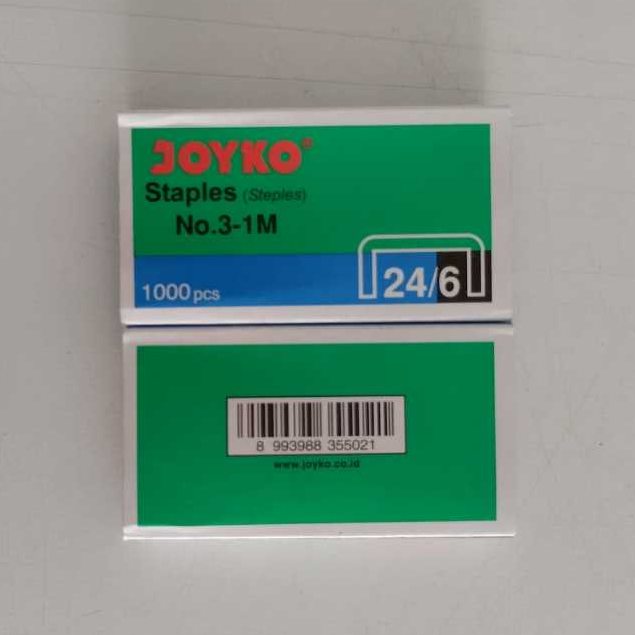 JOYKO®
Staples (Steples)
No.3-1M
1000 pcs
24/6
8 993988 355021
www.joyko.co.id